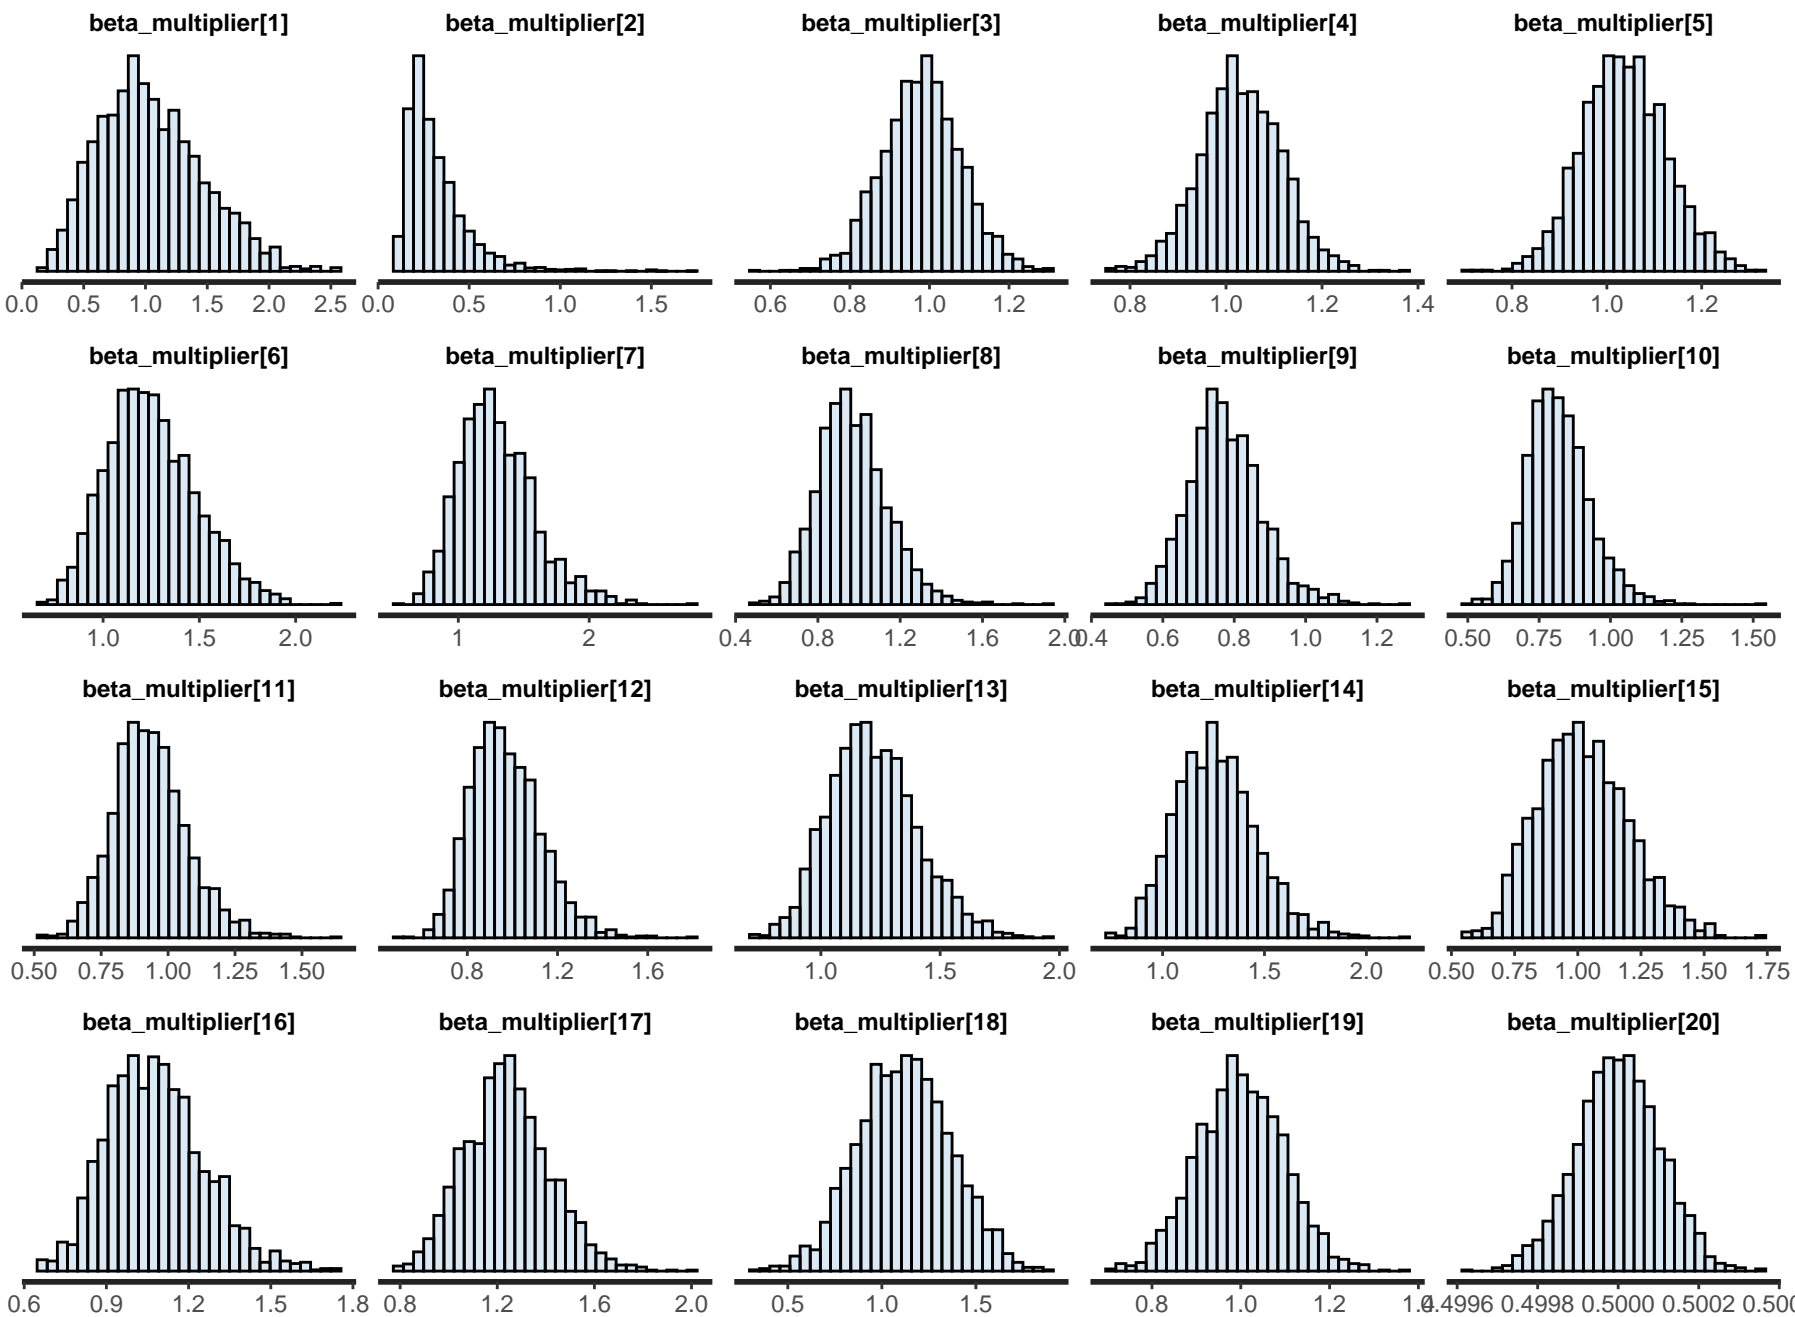 beta_multiplier[1] beta_multiplier[2] beta_multiplier[3] beta_multiplier[4] beta_multiplier[5]
0.0 0.5 1.0 1.5 2.0 2.5 0.0 0.5 1.0 1.5 0.6 0.8 1.0 1.2 0.8 1.0 1.2 1.4 0.8 1.0 1.2
beta_multiplier[6] beta_multiplier[7] beta_multiplier[8] beta_multiplier[9] beta_multiplier[10]
1.0 1.5 2.0 1 2 0.4 0.8 1.2 1.6 2.0 0.4 0.6 0.8 1.0 1.2 0.50 0.75 1.00 1.25 1.50
beta_multiplier[11] beta_multiplier[12] beta_multiplier[13] beta_multiplier[14] beta_multiplier[15]
0.50 0.75 1.00 1.25 1.50 0.8 1.2 1.6 1.0 1.5 2.0 1.0 1.5 2.0 0.50 0.75 1.00 1.25 1.50 1.75
beta_multiplier[16] beta_multiplier[17] beta_multiplier[18] beta_multiplier[19] beta_multiplier[20]
0.6 0.9 1.2 1.5 1.8 0.8 1.2 1.6 2.0 0.5 1.0 1.5 0.8 1.0 1.2 0.4998 0.5000 0.5002